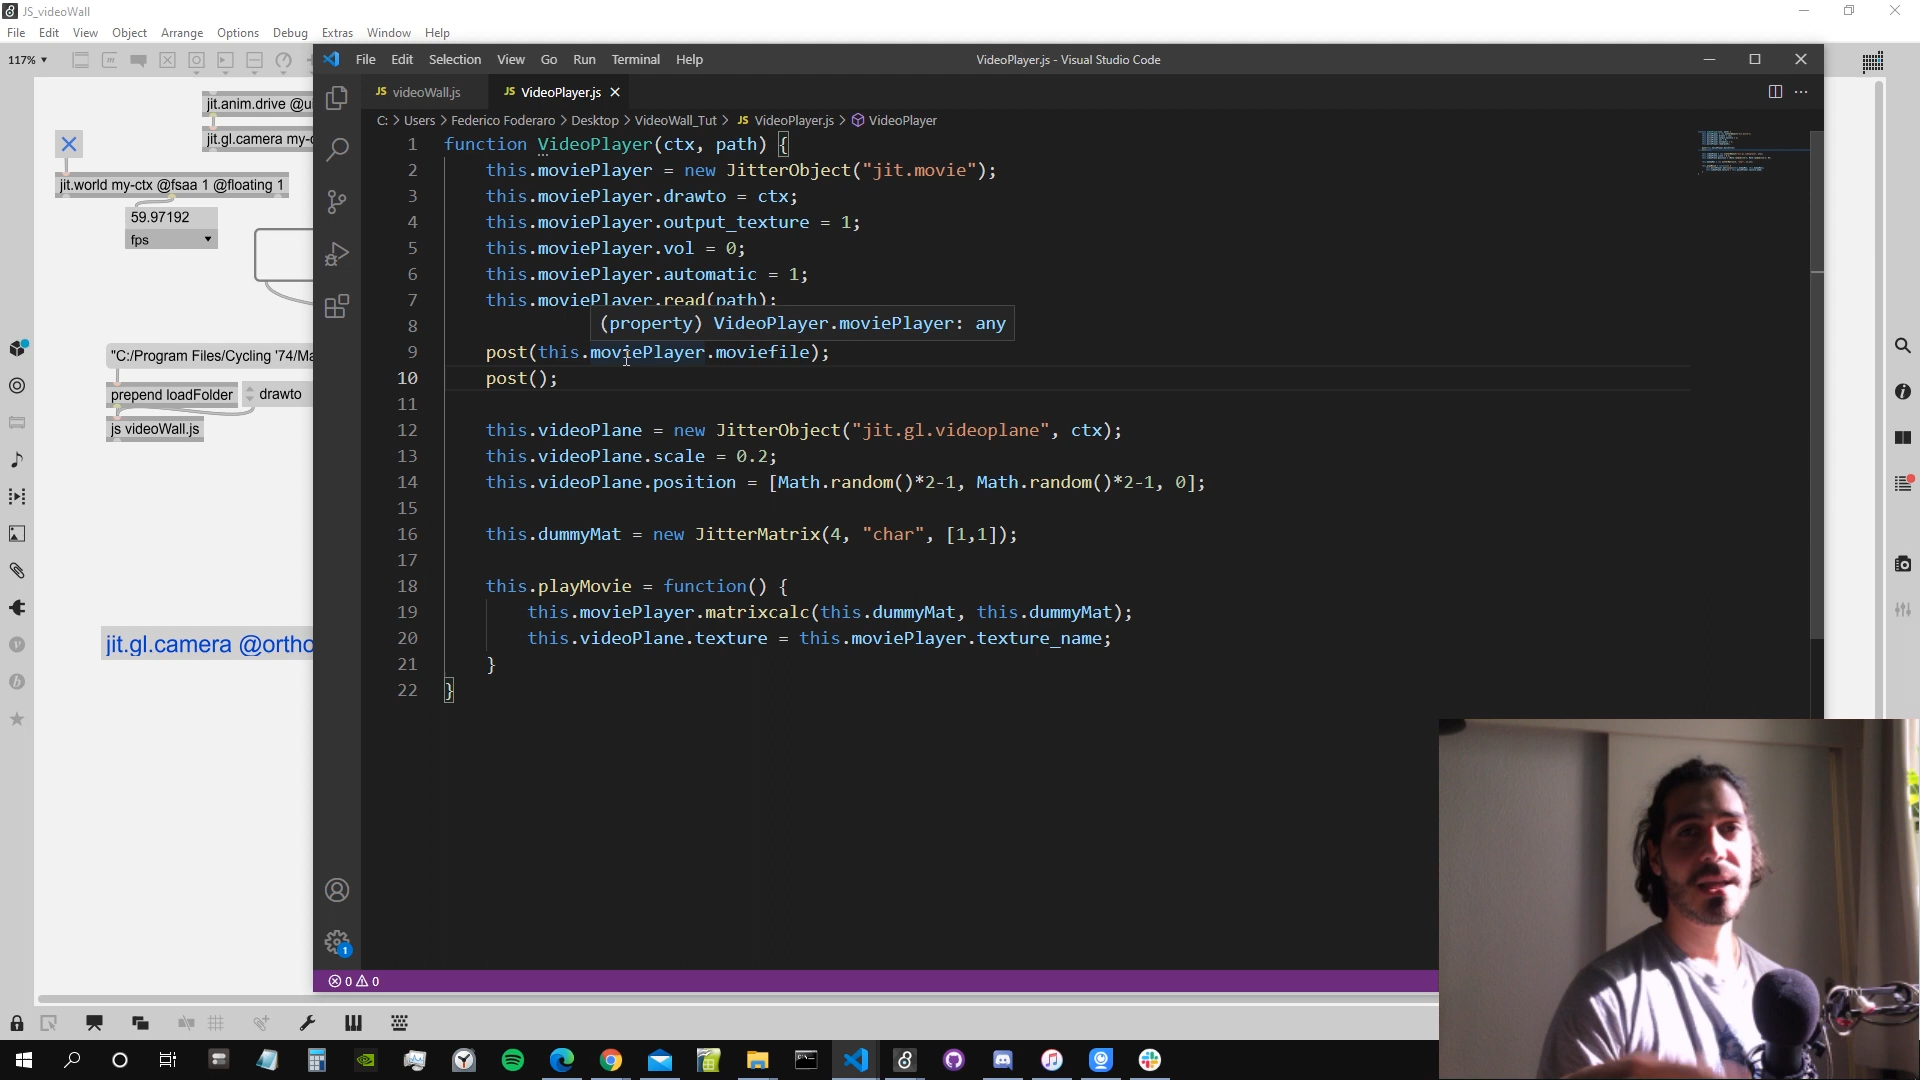 JS_videoWall
File Edit View Object Arrange Options Debug Extras Window Help
117%
jit.anim.drive @u
jit.gl.camera my-
jit.world my-ctx @fsaa 1 @floating 1
59.97192
fps
"C:/Program Files/Cycling '74/Ma
prepend loadFolder
drawto
js videoWall.js
jit.gl.camera @ortho
File Edit Selection View Go Run Terminal Help
VideoPlayer.js - Visual Studio Code
JS videoWall.js
JS VideoPlayer.js
C: > Users > Federico Foderaro > Desktop > VideoWall_Tut > JS VideoPlayer.js > VideoPlayer
1 function VideoPlayer(ctx, path) {
2 this.moviePlayer = new JitterObject("jit.movie");
3 this.moviePlayer.drawto = ctx;
4 this.moviePlayer.output_texture = 1;
5 this.moviePlayer.vol = 0;
6 this.moviePlayer.automatic = 1;
7 this.moviePlayer.read(path);
(property) VideoPlayer.moviePlayer: any
8
9 post(this.moviePlayer.moviefile);
10 post();
11
12 this.videoPlane = new JitterObject("jit.gl.videoplane", ctx);
13 this.videoPlane.scale = 0.2;
14 this.videoPlane.position = [Math.random()*2-1, Math.random()*2-1, 0];
15
16 this.dummyMat = new JitterMatrix(4, "char", [1,1]);
17
18 this.playMovie = function() {
19 this.moviePlayer.matrixcalc(this.dummyMat, this.dummyMat);
20 this.videoPlane.texture = this.moviePlayer.texture_name;
21 }
22 }
1
0 0